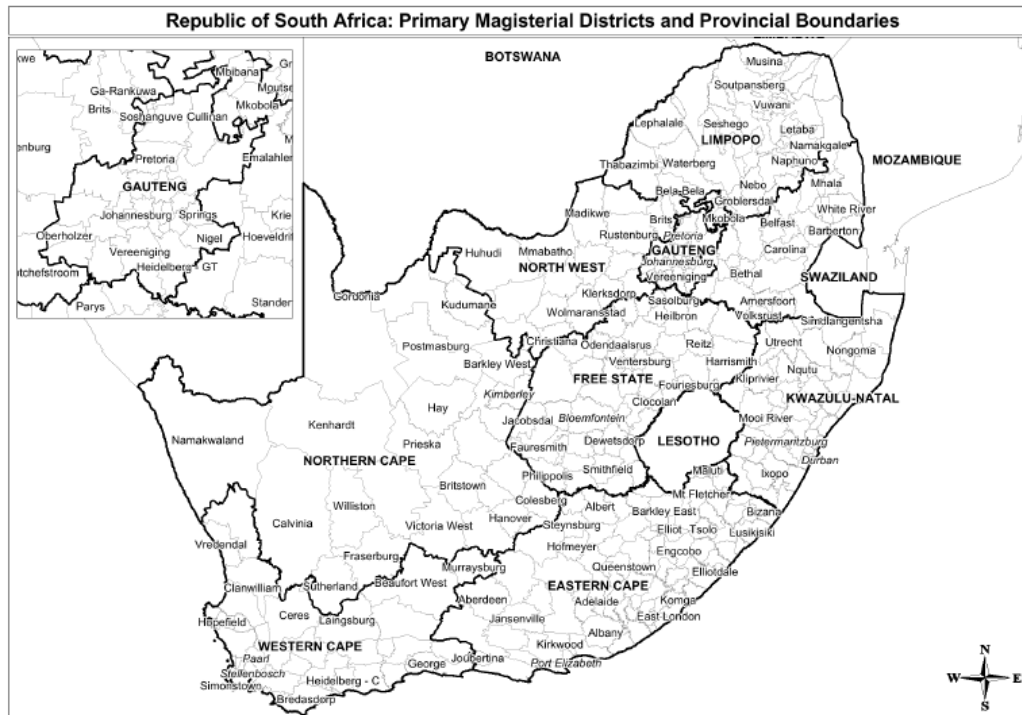 Republic of South Africa: Primary Magisterial Districts and Provincial Boundaries
BOTSWANA
MOZAMBIQUE
SWAZILAND
LESOTHO
Mbibana
Ga-Rankuwa
Moutse
Brits
Soshanguve
Cullinan
Mkobola
Pretoria
Emalahler
GAUTENG
Johannesburg
Springs
Krie
Oberholzer
Nigel
Hoeveldrif
Vereeniging
Heidelberg - GT
utchefstroom
Parys
Stander
enburg
kwe
Musina
Soutpansberg
Vuwani
Lephalale
Seshego
Letaba
LIMPOPO
Namakgale
Thabazimbi
Waterberg
Naphuno
Bela-Bela
Nebo
Mhala
Groblersdal
Madikwe
Brits
Mkobola
Belfast
White River
Rustenburg
Pretoria
Barberton
GAUTENG
Carolina
Johannesburg
Vereeniging
Bethal
Huhudi
Mmabatho
NORTH WEST
Klerksdorp
Sasolburg
Amersfoort
Gordonia
Kudumane
Wolmaransstad
Heilbron
Volksrust
Simdlangentsha
Postmasburg
Christiana
Odendaalsrus
Reitz
Utrecht
Nongoma
Barkley West
Ventersburg
Harrismith
Nqutu
FREE STATE
Kliprivier
Kimberley
Fouriesburg
KWAZULU-NATAL
Hay
Clocolan
Kenhardt
Jacobsdal
Bloemfontein
Mooi River
Namakwaland
Prieska
Fauresmith
Dewetsdorp
Pietermaritzburg
NORTHERN CAPE
Durban
Smithfield
Maluti
Ixopo
Britstown
Philippolis
Mt Fletcher
Colesberg
Albert
Barkley East
Bizana
Williston
Hanover
Steynsburg
Calvinia
Victoria West
Elliot
Tsolo
Lusikisiki
Vredendal
Hofmeyer
Engcobo
Fraserburg
Murraysburg
Queenstown
Elliotdale
Clanwilliam
Sutherland
Beaufort West
EASTERN CAPE
Aberdeen
Adelaide
Komga
Hopefield
Ceres
Laingsburg
Jansenville
East London
Albany
WESTERN CAPE
Kirkwood
Paarl
George
Joubertina
Port Elizabeth
Stellenbosch
Simonstown
Heidelberg - C
Bredasdorp
N
W
E
S